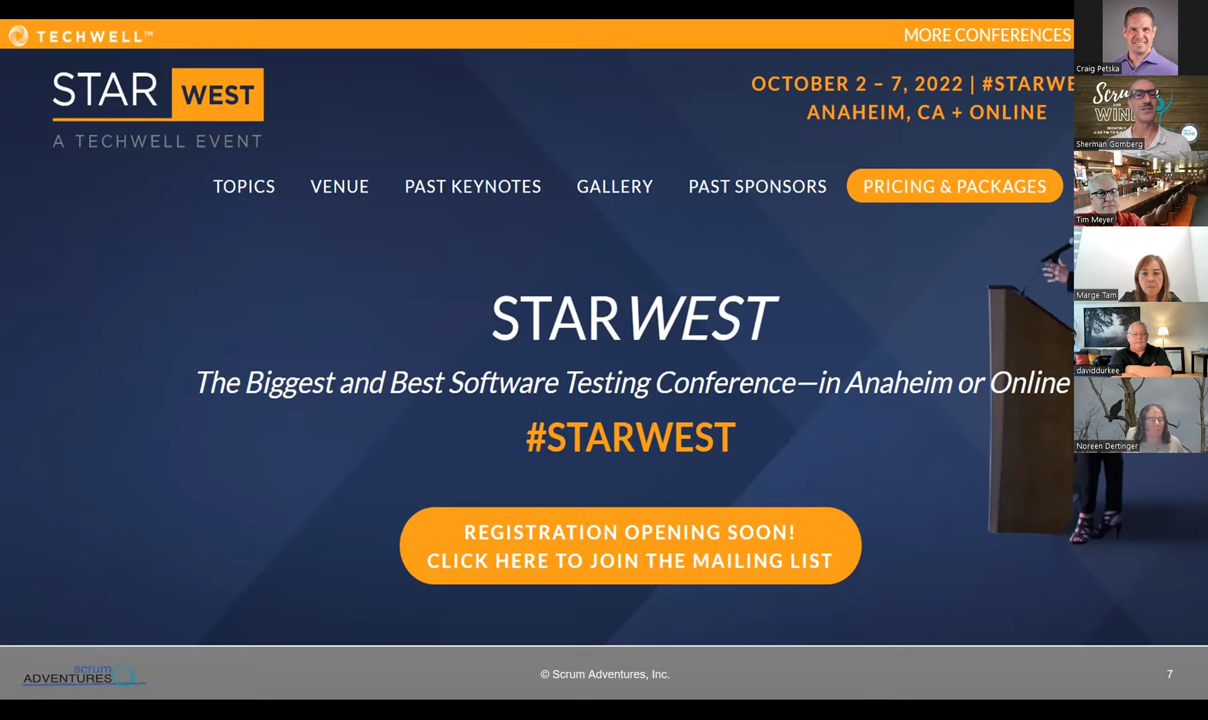 TECHWELL™
MORE CONFERENCES
STAR WEST
A TECHWELL EVENT
OCTOBER 2 – 7, 2022 | #STARWE
ANAHEIM, CA + ONLINE
TOPICS
VENUE
PAST KEYNOTES
GALLERY
PAST SPONSORS
PRICING & PACKAGES
STARWEST
The Biggest and Best Software Testing Conference—in Anaheim or Online
#STARWEST
REGISTRATION OPENING SOON!
CLICK HERE TO JOIN THE MAILING LIST
Craig Petska
Scrum
WIN
Sherman Gomberg
Tim Meyer
Marge Tam
daviddurkee
Noreen Dertinger
scrum
ADVENTURES
© Scrum Adventures, Inc.
7